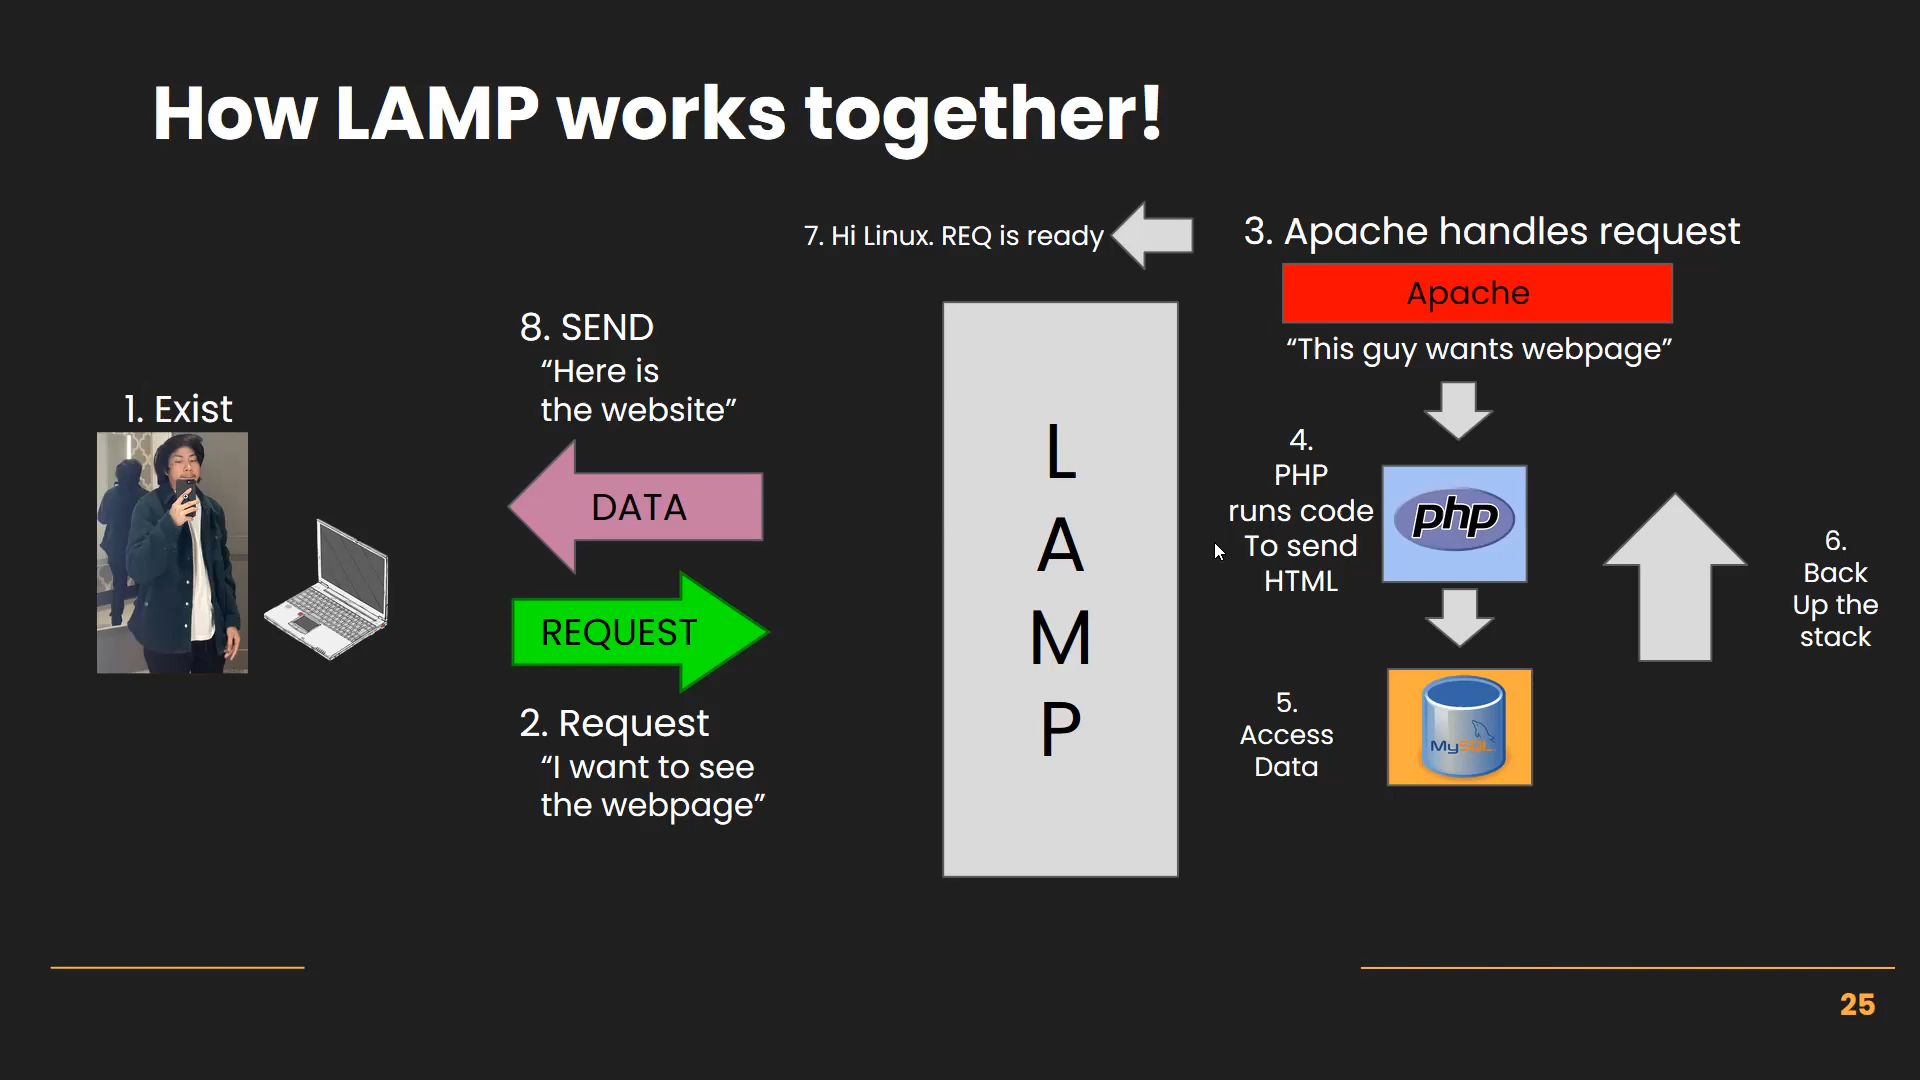 How LAMP works together!
7. Hi Linux. REQ is ready
3. Apache handles request
Apache
“This guy wants webpage”
8. SEND
“Here is
the website”
1. Exist
DATA
REQUEST
2. Request
“I want to see
the webpage”
L
A
M
P
4.
PHP
runs code
To send
HTML
php
5.
Access
Data
MySQL
6.
Back
Up the
stack
25